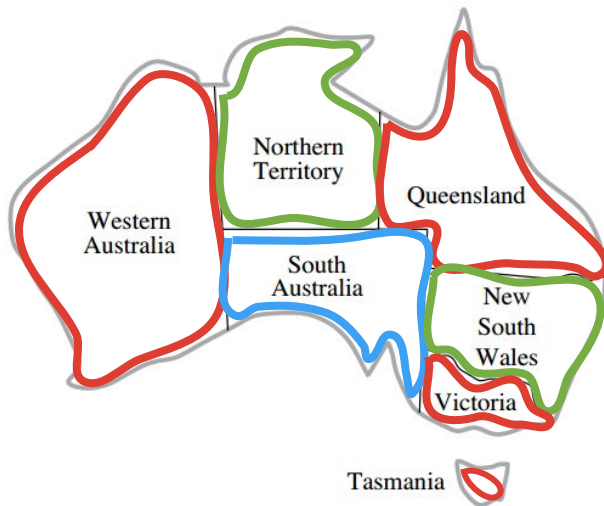 Northern
Territory
Western
Australia
Queensland
South
Australia
New
South
Wales
Victoria
Tasmania